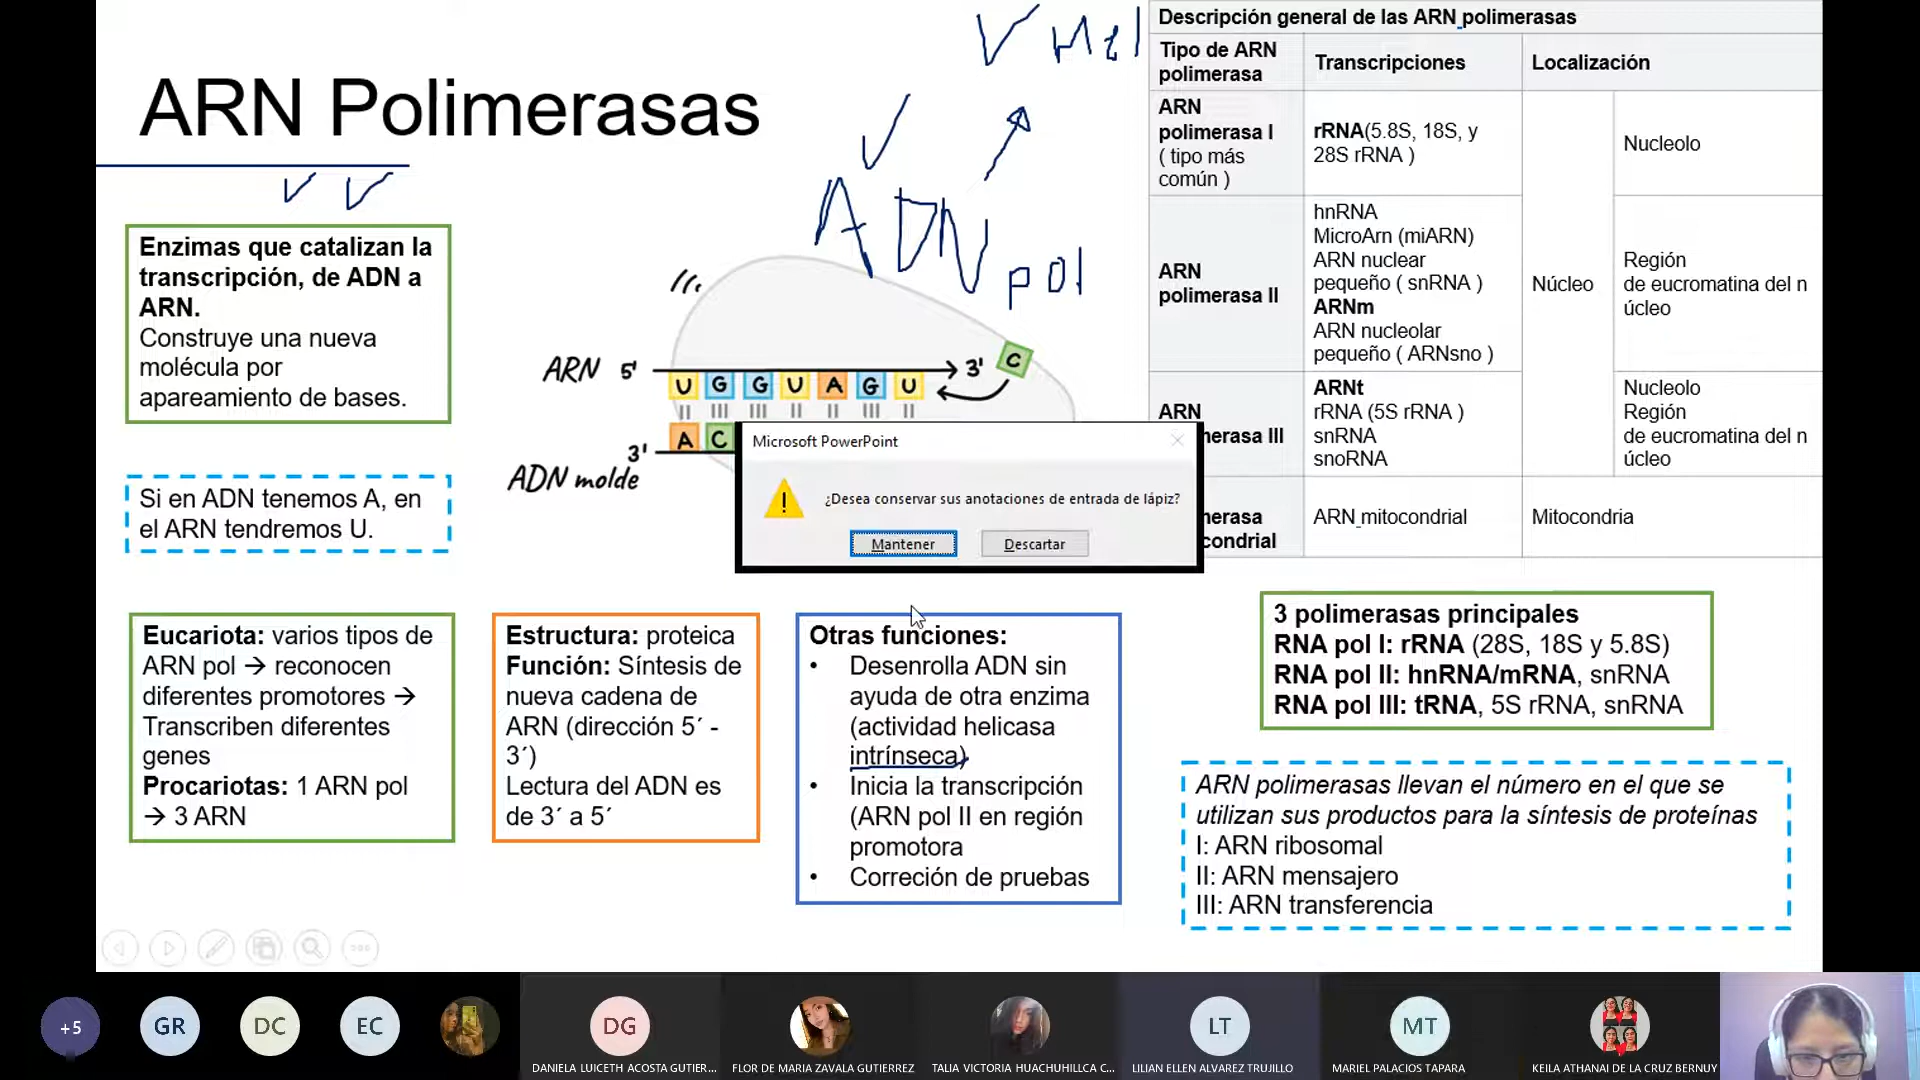 ARN Polimerasas
Enzimas que catalizan la
transcripción, de ADN a
ARN.
Construye una nueva
molécula por
apareamiento de bases.
Si en ADN tenemos A, en
el ARN tendremos U.
ADN pol
ARN 5' 3' C
U G G U A G U
A C
3'
ADN molde
Descripción general de las ARN polimerasas
Tipo de ARN
polimerasa
Transcripciones
Localización
ARN
polimerasa I
( tipo más
común )
rRNA(5.8S, 18S, y
28S rRNA )
Nucleolo
ARN
polimerasa II
hnRNA
MicroArn (miARN)
ARN nuclear
pequeño ( snRNA )
ARNm
ARN nucleolar
pequeño ( ARNsno )
Núcleo
Región
de eucromatina del n
úcleo
ARN
merasa III
ARNt
rRNA (5S rRNA )
snRNA
snoRNA
Nucleolo
Región
de eucromatina del n
úcleo
merasa
condrial
ARN mitocondrial
Mitocondria
Microsoft PowerPoint
¿Desea conservar sus anotaciones de entrada de lápiz?
Mantener
Descartar
Eucariota: varios tipos de
ARN pol → reconocen
diferentes promotores →
Transcriben diferentes
genes
Procariotas: 1 ARN pol
→ 3 ARN
Estructura: proteica
Función: Síntesis de
nueva cadena de
ARN (dirección 5´ -
3´)
Lectura del ADN es
de 3´ a 5´
Otras funciones:
• Desenrolla ADN sin
ayuda de otra enzima
(actividad helicasa
intrínseca)
• Inicia la transcripción
(ARN pol II en región
promotora
• Correción de pruebas
3 polimerasas principales
RNA pol I: rRNA (28S, 18S y 5.8S)
RNA pol II: hnRNA/mRNA, snRNA
RNA pol III: tRNA, 5S rRNA, snRNA
ARN polimerasas llevan el número en el que se
utilizan sus productos para la síntesis de proteínas
I: ARN ribosomal
II: ARN mensajero
III: ARN transferencia
+5
GR
DC
EC
DG
LT
MT
DANIELA LUICETH ACOSTA GUTIER...
FLOR DE MARIA ZAVALA GUTIERREZ
TALIA VICTORIA HUACHUHILLCA C...
LILIAN ELLEN ALVAREZ TRUJILLO
MARIEL PALACIOS TAPARA
KEILA ATHANAI DE LA CRUZ BERNUY